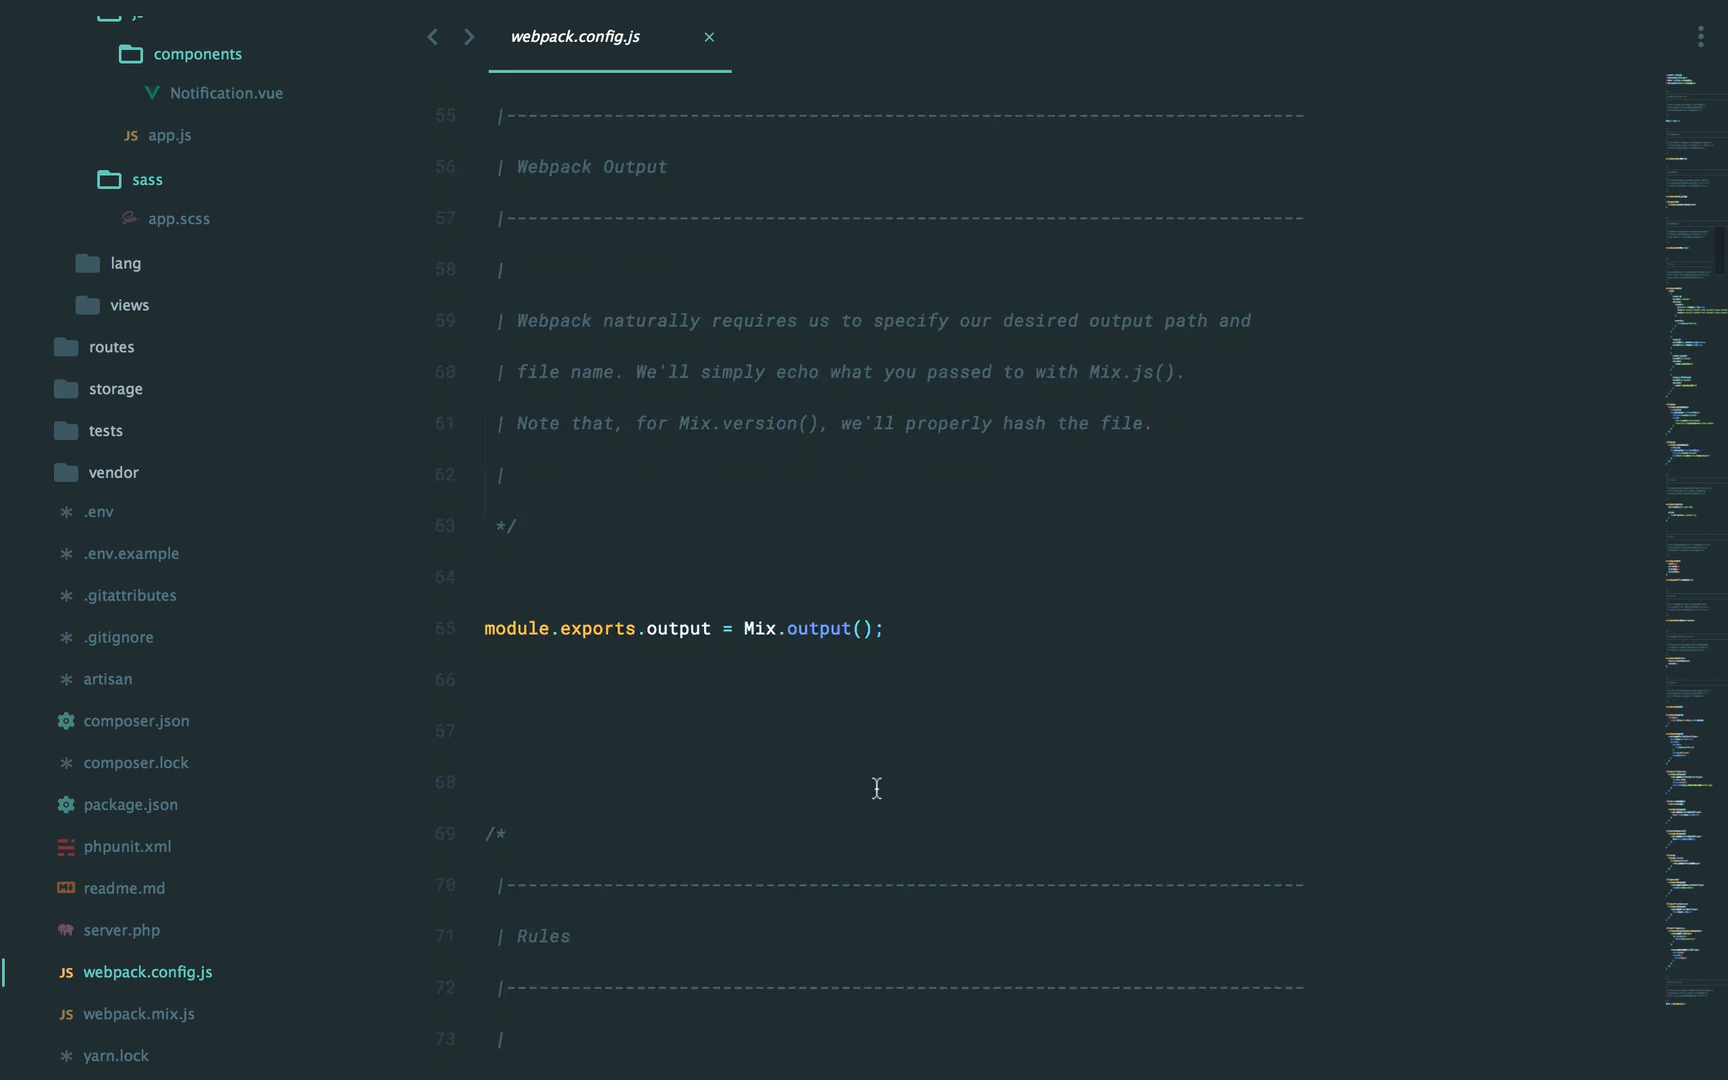 components
Notification.vue
JS app.js
sass
app.scss
lang
views
routes
storage
tests
vendor
.env
.env.example
.gitattributes
.gitignore
artisan
composer.json
composer.lock
package.json
phpunit.xml
readme.md
server.php
JS webpack.config.js
JS webpack.mix.js
yarn.lock
webpack.config.js ×
55 |--------------------------------------------------------------------------
56 | Webpack Output
57 |--------------------------------------------------------------------------
58 |
59 | Webpack naturally requires us to specify our desired output path and
60 | file name. We'll simply echo what you passed to with Mix.js().
61 | Note that, for Mix.version(), we'll properly hash the file.
62 |
63 */
64
65 module.exports.output = Mix.output();
66
67
68
69 /*
70 |--------------------------------------------------------------------------
71 | Rules
72 |--------------------------------------------------------------------------
73 |